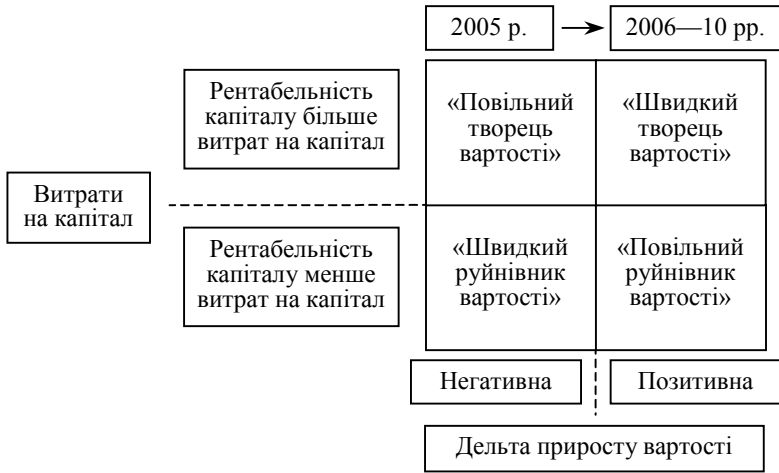 2005 р.
2006—10 рр.
Рентабельність
капіталу більше
витрат на капітал
«Повільний
творець
вартості»
«Швидкий
творець
вартості»
Витрати
на капітал
Рентабельність
капіталу менше
витрат на капітал
«Швидкий
руйнівник
вартості»
«Повільний
руйнівник
вартості»
Негативна
Позитивна
Дельта приросту вартості